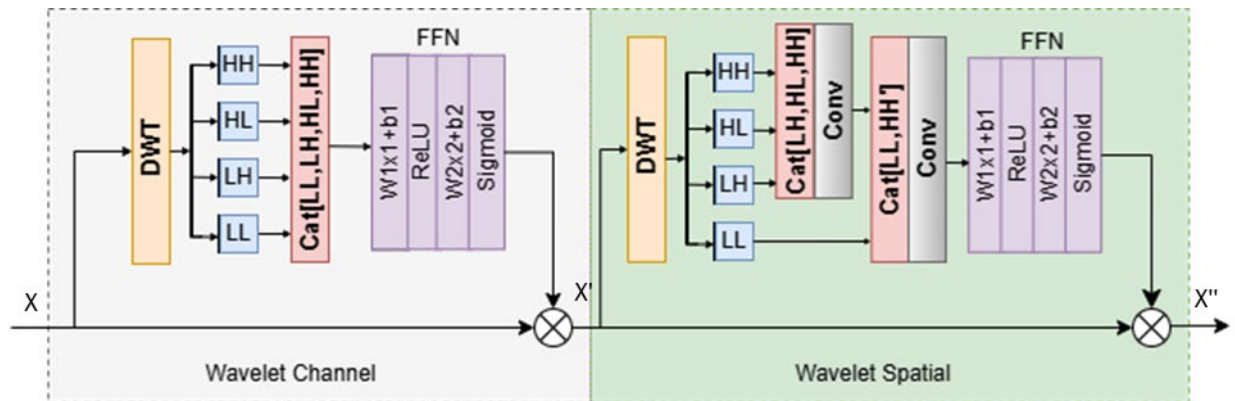 X
DWT
HH
HL
LH
LL
Cat[LL,LH,HL,HH]
FFN
W1x1+b1
ReLU
W2x2+b2
Sigmoid
Wavelet Channel
X'
DWT
HH
HL
LH
LL
Cat[LH,HL,HH]
Conv
Cat[LL,HH']
Conv
FFN
W1x1+b1
ReLU
W2x2+b2
Sigmoid
Wavelet Spatial
X''